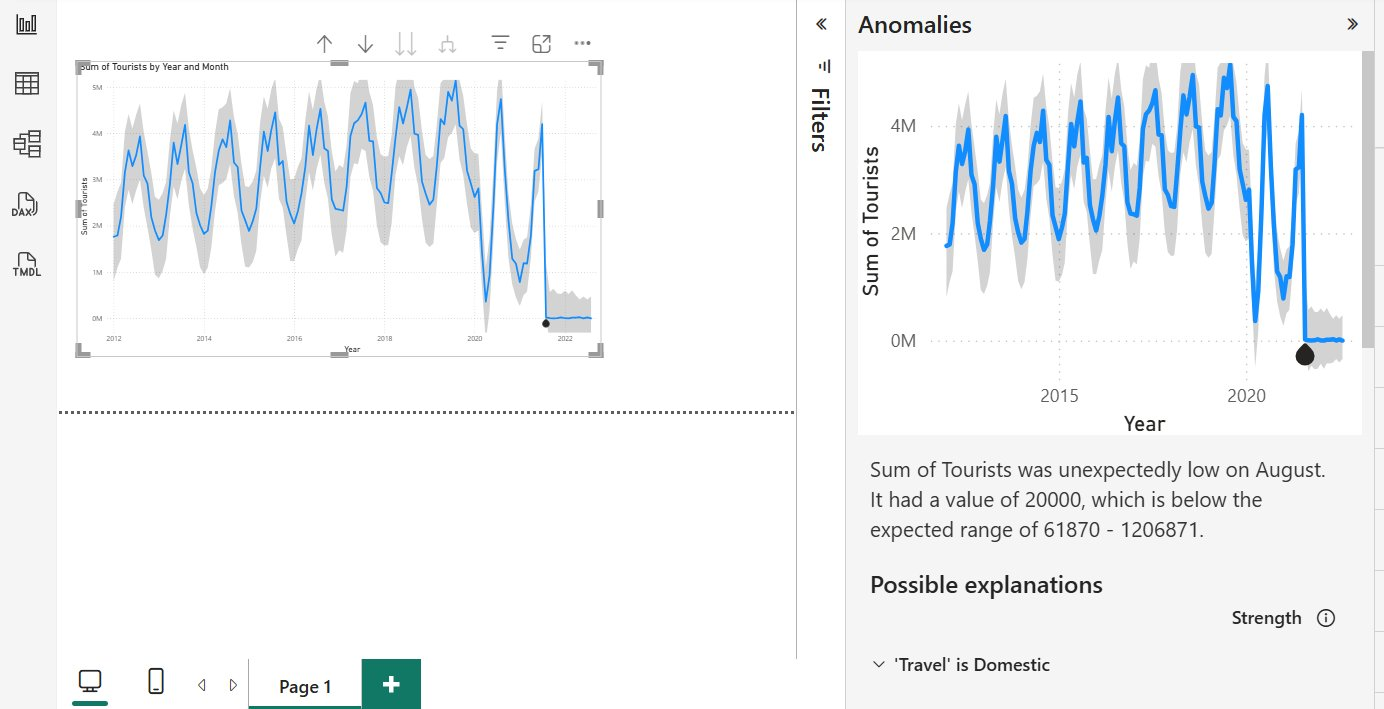 DAX
TMDL
Sum of Tourists by Year and Month
5M
4M
3M
2M
1M
0M
Sum of Tourists
2012
2014
2016
2018
2020
2022
Year
Filters
Anomalies
4M
2M
0M
Sum of Tourists
2015
2020
Year
Sum of Tourists was unexpectedly low on August.
It had a value of 20000, which is below the
expected range of 61870 - 1206871.
Possible explanations
Strength
'Travel' is Domestic
Page 1